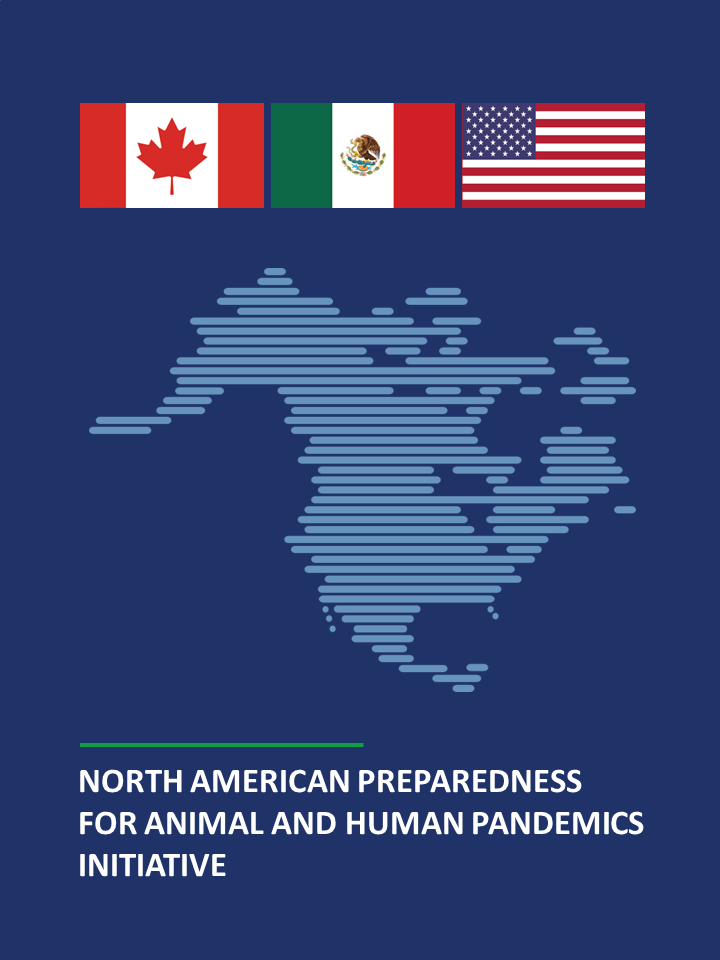 NORTH AMERICAN PREPAREDNESS
FOR ANIMAL AND HUMAN PANDEMICS
INITIATIVE